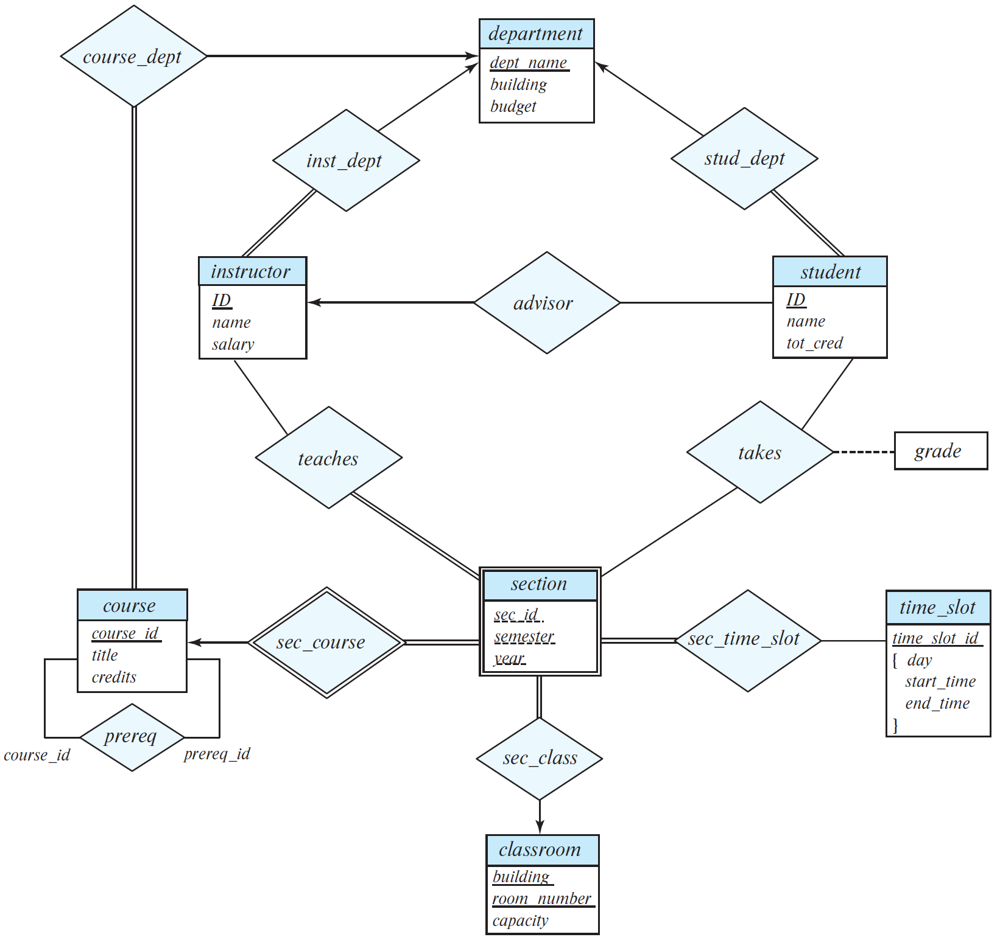 course_dept
department
dept_name
building
budget
inst_dept
stud_dept
instructor
ID
name
salary
advisor
student
ID
name
tot_cred
teaches
takes
grade
course
course_id
title
credits
sec_course
section
sec_id
semester
year
sec_time_slot
time_slot
time_slot_id
{ day
start_time
end_time
}
prereq
course_id
prereq_id
sec_class
classroom
building
room_number
capacity